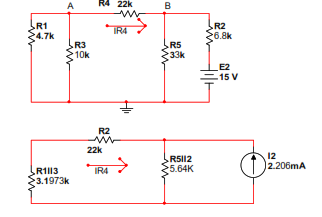 A R4 22k B
R1
4.7k
R3
10k
IR4
R5
33k
R2
6.8k
E2
15 V
R2
22k
R1II3
3.1973k
IR4
R5II2
5.64K
I2
2.206mA